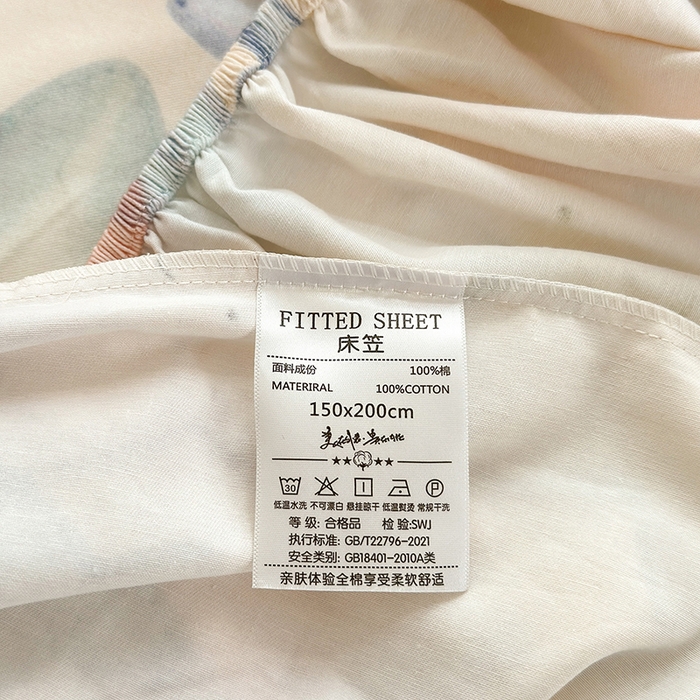 FITTED SHEET
床笠
面料成份 100%棉
MATERIRAL 100%COTTON
150x200cm
30 P
低温水洗 不可漂白 悬挂晾干 低温熨烫 常规干洗
等 级: 合格品 检 验:SWJ
执行标准: GB/T22796-2021
安全类别: GB18401-2010A类
亲肤体验全棉享受柔软舒适